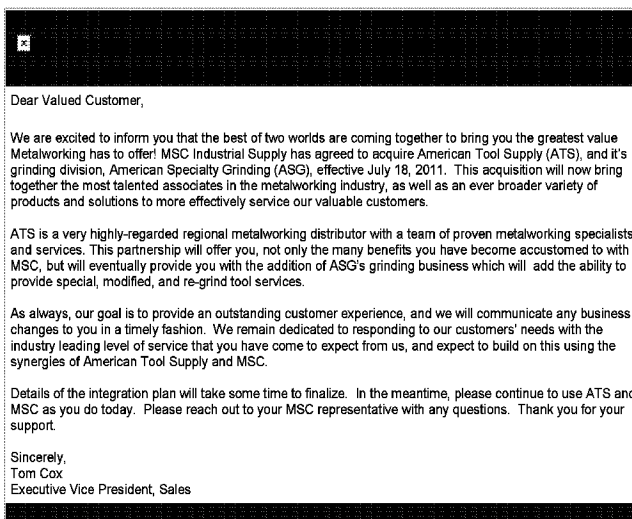 Dear Valued Customer,
We are excited to inform you that the best of two worlds are coming together to bring you the greatest value
Metalworking has to offer! MSC Industrial Supply has agreed to acquire American Tool Supply (ATS), and it's
grinding division, American Specialty Grinding (ASG), effective July 18, 2011.  This acquisition will now bring
together the most talented associates in the metalworking industry, as well as an ever broader variety of
products and solutions to more effectively service our valuable customers.
ATS is a very highly-regarded regional metalworking distributor with a team of proven metalworking specialists
and services. This partnership will offer you, not only the many benefits you have become accustomed to with
MSC, but will eventually provide you with the addition of ASG's grinding business which will  add the ability to
provide special, modified, and re-grind tool services.
As always, our goal is to provide an outstanding customer experience, and we will communicate any business
changes to you in a timely fashion.  We remain dedicated to responding to our customers' needs with the
industry leading level of service that you have come to expect from us, and expect to build on this using the
synergies of American Tool Supply and MSC.
Details of the integration plan will take some time to finalize.  In the meantime, please continue to use ATS and
MSC as you do today.  Please reach out to your MSC representative with any questions.  Thank you for your
support.
Sincerely,
Tom Cox
Executive Vice President, Sales